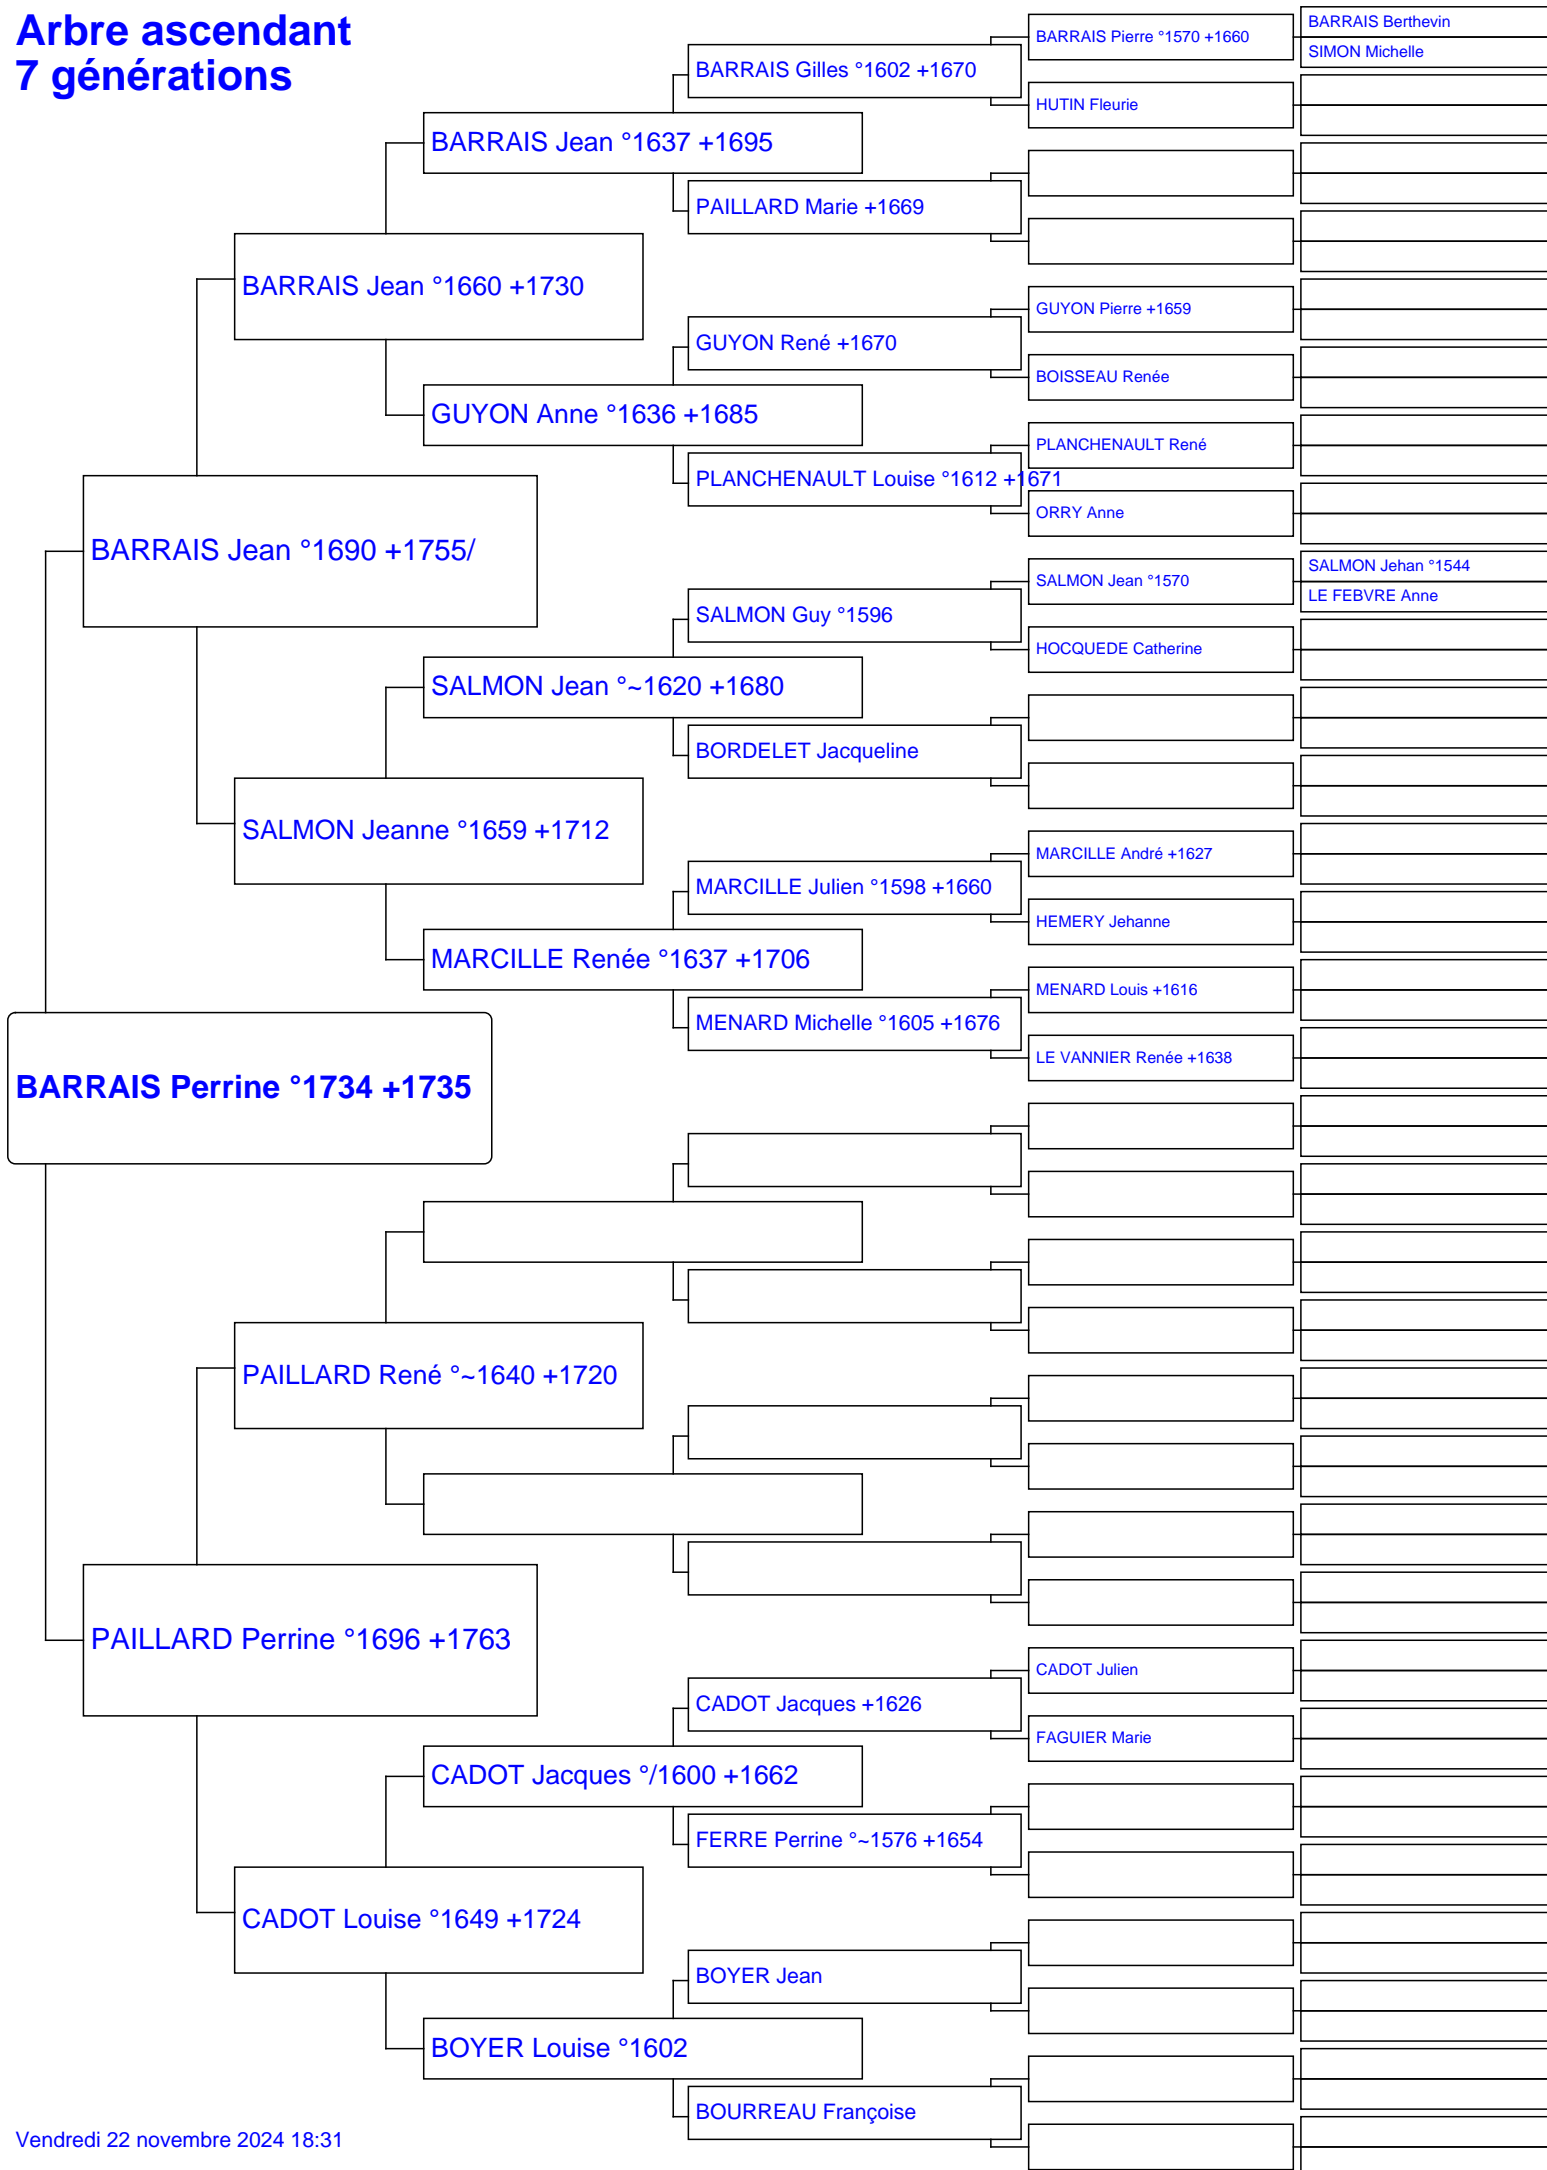 Arbre ascendant
7 générations
BARRAIS Perrine °1734 +1735
BARRAIS Jean °1690 +1755/
PAILLARD Perrine °1696 +1763
BARRAIS Jean °1660 +1730
SALMON Jeanne °1659 +1712
PAILLARD René °~1640 +1720
CADOT Louise °1649 +1724
BARRAIS Jean °1637 +1695
GUYON Anne °1636 +1685
SALMON Jean °~1620 +1680
MARCILLE Renée °1637 +1706
CADOT Jacques °/1600 +1662
BOYER Louise °1602
BARRAIS Gilles °1602 +1670
PAILLARD Marie +1669
GUYON René +1670
PLANCHENAULT Louise °1612 +1671
SALMON Guy °1596
BORDELET Jacqueline
MARCILLE Julien °1598 +1660
MENARD Michelle °1605 +1676
CADOT Jacques +1626
FERRE Perrine °~1576 +1654
BOYER Jean
BOURREAU Françoise
BARRAIS Pierre °1570 +1660
HUTIN Fleurie
GUYON Pierre +1659
BOISSEAU Renée
PLANCHENAULT René
ORRY Anne
SALMON Jean °1570
HOCQUEDE Catherine
MARCILLE André +1627
HEMERY Jehanne
MENARD Louis +1616
LE VANNIER Renée +1638
CADOT Julien
FAGUIER Marie
BARRAIS Berthevin
SIMON Michelle
SALMON Jehan °1544
LE FEBVRE Anne
Vendredi 22 novembre 2024 18:31